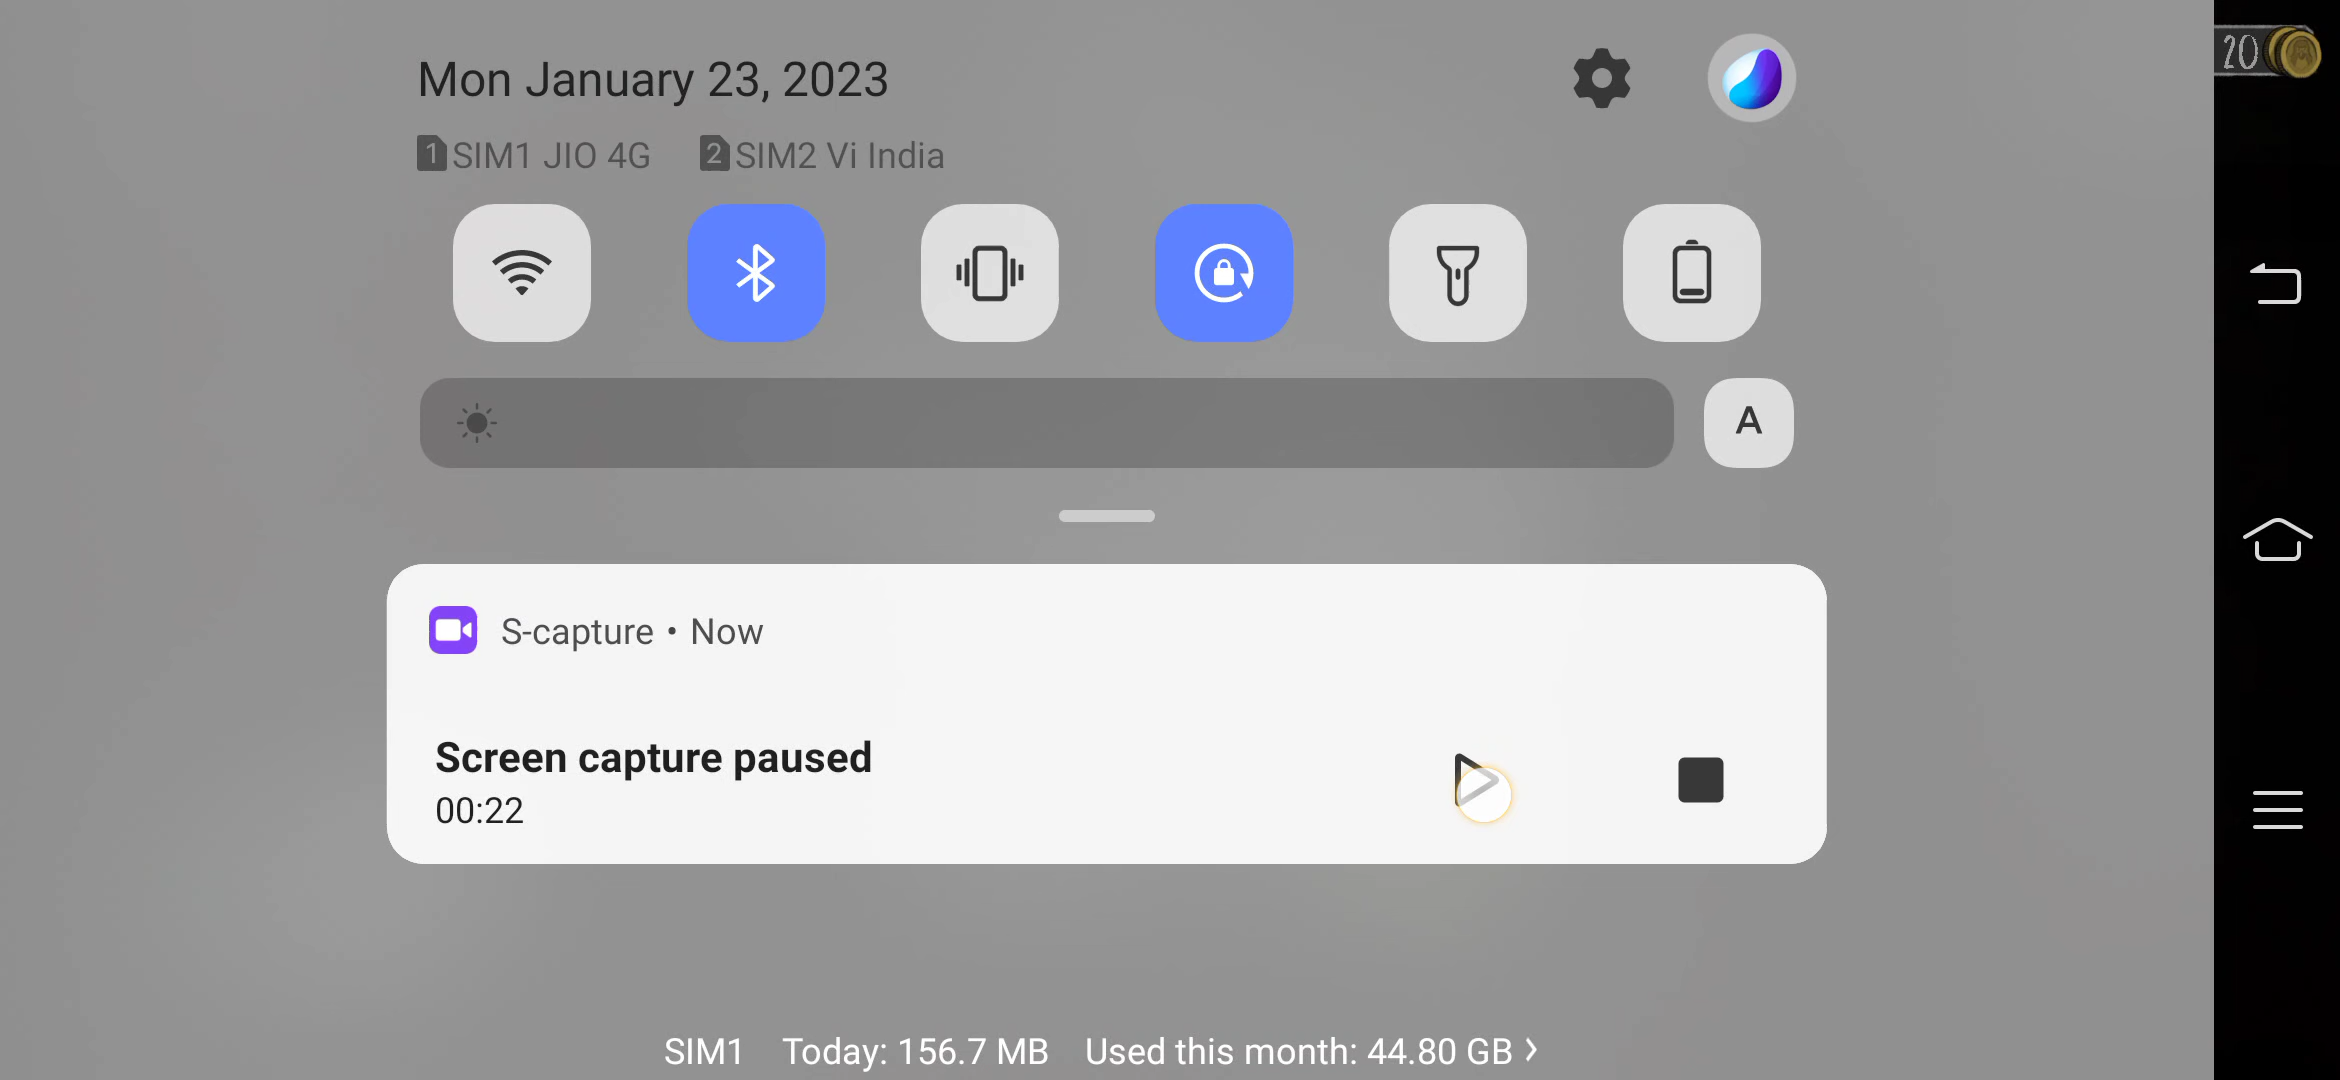 Mon January 23, 2023
20
1 SIM1 JIO 4G 2 SIM2 Vi India
A
S-capture • Now
Screen capture paused
00:22
SIM1 Today: 156.7 MB Used this month: 44.80 GB >